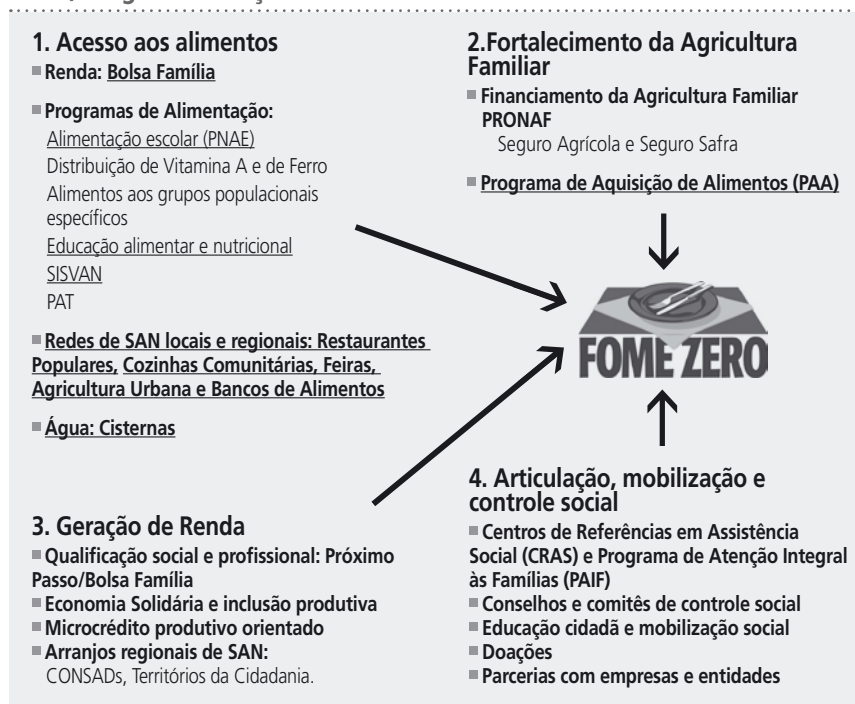 1. Acesso aos alimentos
Renda: Bolsa Família
Programas de Alimentação:
Alimentação escolar (PNAE)
Distribuição de Vitamina A e de Ferro
Alimentos aos grupos populacionais
específicos
Educação alimentar e nutricional
SISVAN
PAT
Redes de SAN locais e regionais: Restaurantes
Populares, Cozinhas Comunitárias, Feiras,
Agricultura Urbana e Bancos de Alimentos
Água: Cisternas
2.Fortalecimento da Agricultura
Familiar
Financiamento da Agricultura Familiar
PRONAF
Seguro Agrícola e Seguro Safra
Programa de Aquisição de Alimentos (PAA)
FOME ZERO
3. Geração de Renda
Qualificação social e profissional: Próximo
Passo/Bolsa Família
Economia Solidária e inclusão produtiva
Microcrédito produtivo orientado
Arranjos regionais de SAN:
CONSADs, Territórios da Cidadania.
4. Articulação, mobilização e
controle social
Centros de Referências em Assistência
Social (CRAS) e Programa de Atenção Integral
às Famílias (PAIF)
Conselhos e comitês de controle social
Educação cidadã e mobilização social
Doações
Parcerias com empresas e entidades